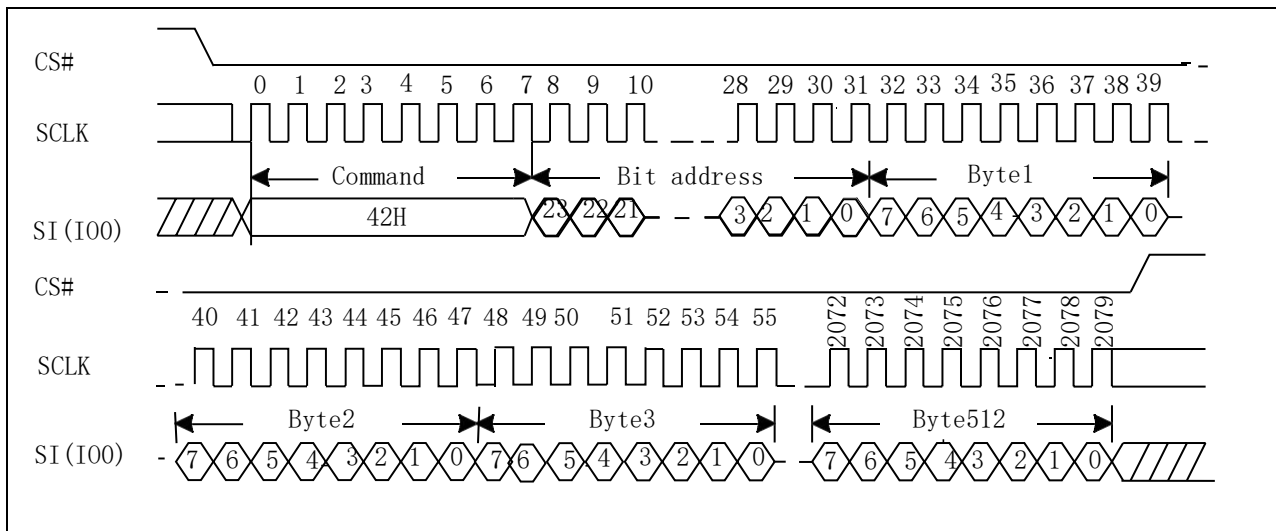 CS#
0 1 2 3 4 5 6 7 8 9 10 28 29 30 31 32 33 34 35 36 37 38 39
SCLK
Command Bit address Byte1
SI(IO0) 42H 23 22 21 3 2 1 0 7 6 5 4 3 2 1 0
CS#
40 41 42 43 44 45 46 47 48 49 50 51 52 53 54 55 2072 2073 2074 2075 2076 2077 2078 2079
SCLK
Byte2 Byte3 Byte512
SI(IO0) 7 6 5 4 3 2 1 0 7 6 5 4 3 2 1 0 7 6 5 4 3 2 1 0